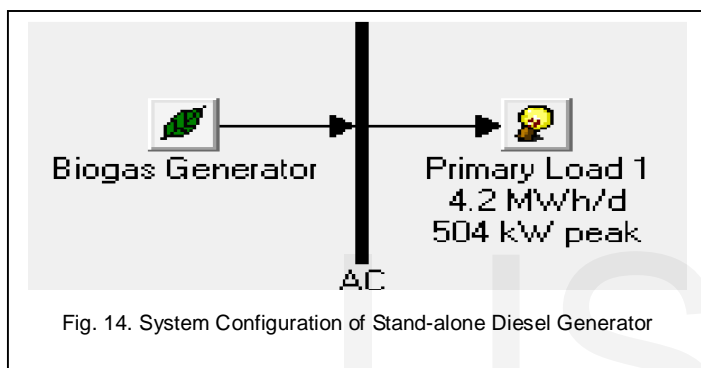 Biogas Generator
Primary Load 1
4.2 MWh/d
504 kW peak
AC
Fig. 14. System Configuration of Stand-alone Diesel Generator